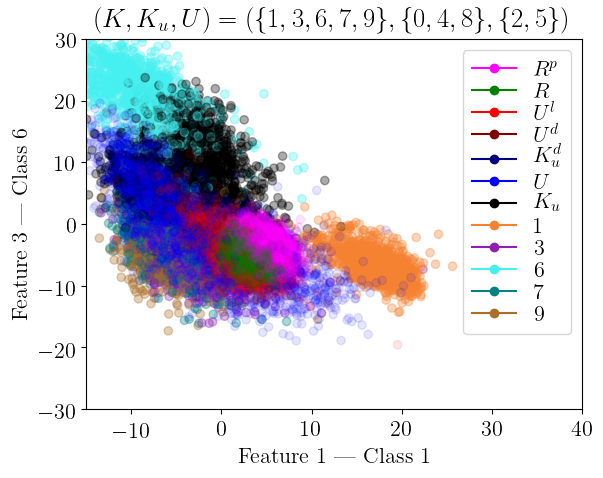 (K, K_u, U) = ({1, 3, 6, 7, 9}, {0, 4, 8}, {2, 5})
30
20
10
0
−10
−20
−30
Feature 3 — Class 6
−10
0
10
20
30
40
Feature 1 — Class 1
R^p
R
U^l
U^d
K_u^d
U
K_u
1
3
6
7
9